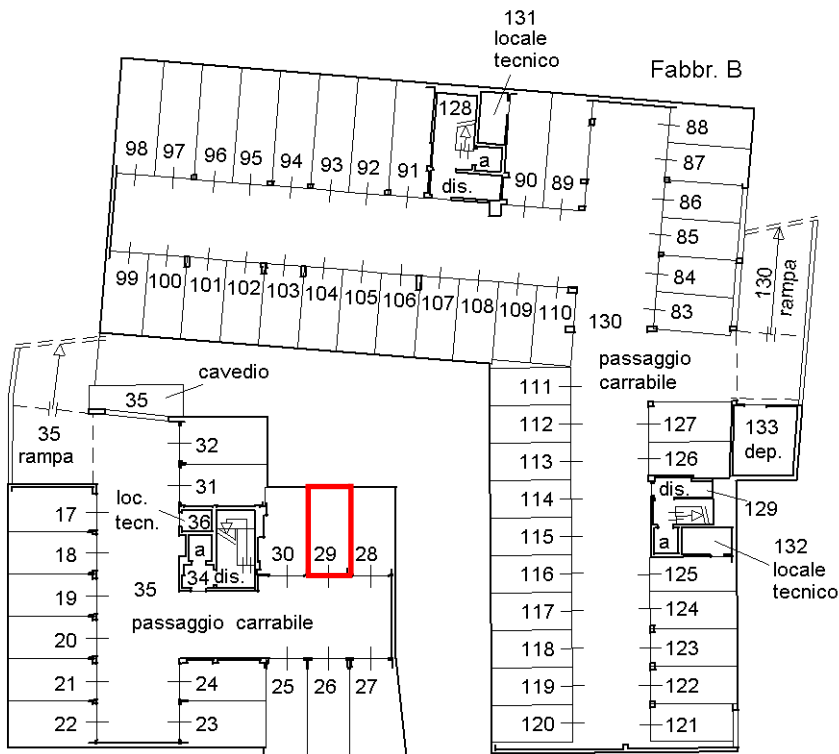 131
locale
tecnico
Fabbr. B
128
a
dis.
98 97 96 95 94 93 92 91
90 89
88
87
86
85
84
83
130
rampa
99 100 101 102 103 104 105 106 107 108 109 110
130
passaggio
carrabile
cavedio
35
35
rampa
32
31
loc.
tecn.
36
a
34 dis.
17
18
19
20
21
22
35
passaggio carrabile
30 29 28
25 26 27
24
23
111
112
113
114
115
116
117
118
119
120
127
126
133
dep.
dis.
129
a
132
locale
tecnico
125
124
123
122
121